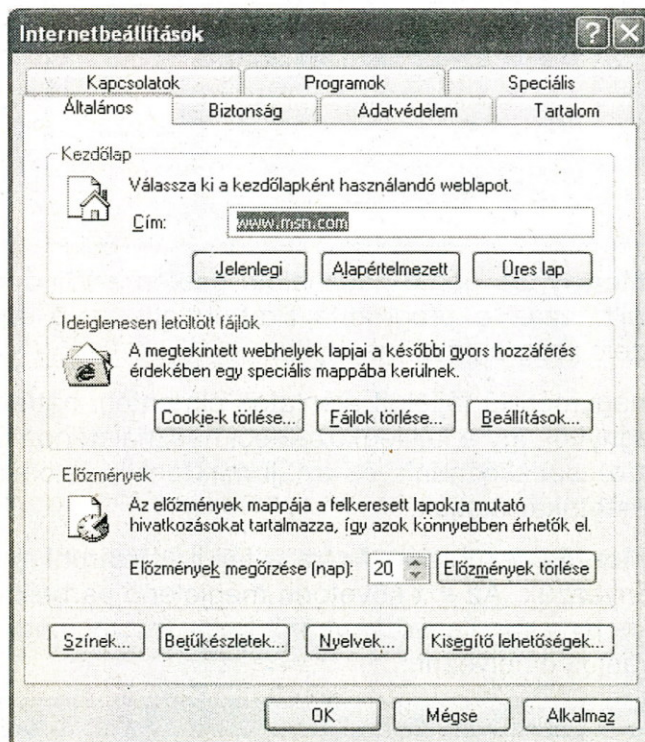 Internetbeállítások
Kapcsolatok Programok Speciális
Általános Biztonság Adatvédelem Tartalom
Kezdőlap
Válassza ki a kezdőlapként használandó weblapot.
Cím: www.msn.com
Jelenlegi Alapértelmezett Üres lap
Ideiglenesen letöltött fájlok
A megtekintett webhelyek lapjai a későbbi gyors hozzáférés
érdekében egy speciális mappába kerülnek.
Cookie-k törlése... Fájlok törlése... Beállítások...
Előzmények
Az előzmények mappája a felkeresett lapokra mutató
hivatkozásokat tartalmazza, így azok könnyebben érhetők el.
Előzmények megőrzése (nap): 20 Előzmények törlése
Színek... Betűkészletek... Nyelvek... Kisegítő lehetőségek...
OK Mégse Alkalmaz